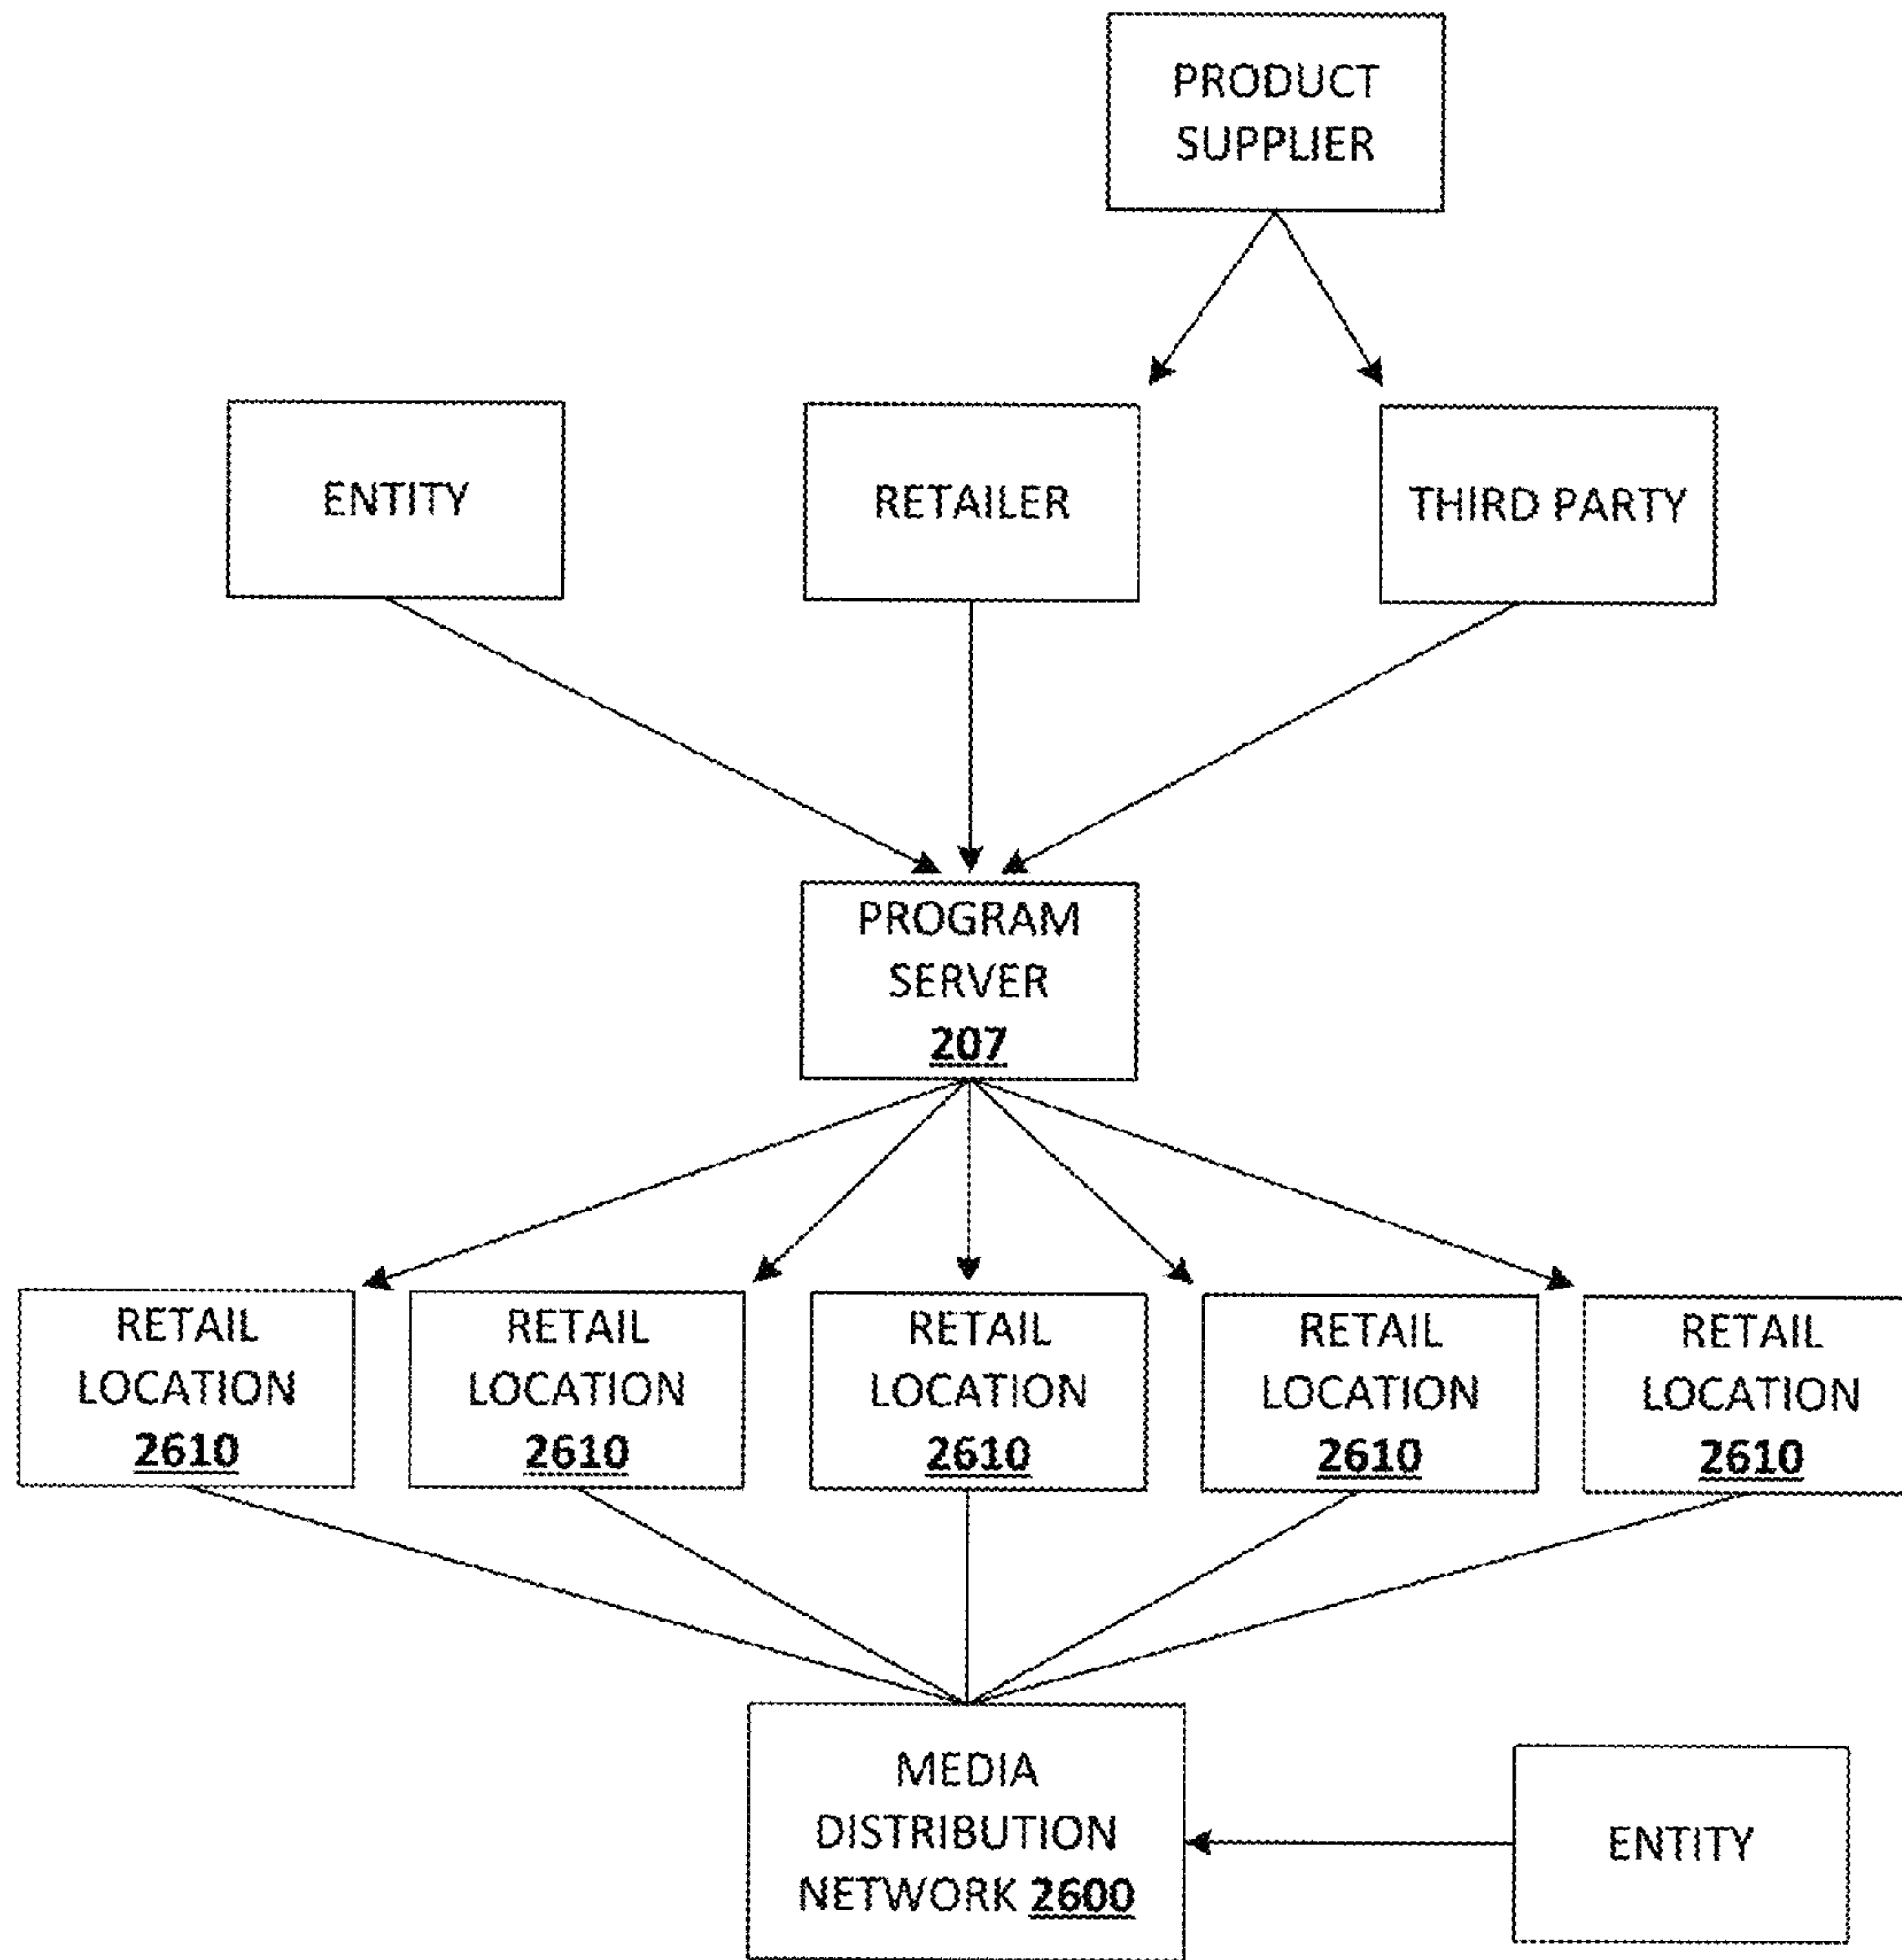 PRODUCT
SUPPLIER
ENTITY
RETAILER
THIRD PARTY
PROGRAM
SERVER
207
RETAIL
LOCATION
2610
RETAIL
LOCATION
2610
RETAIL
LOCATION
2610
RETAIL
LOCATION
2610
RETAIL
LOCATION
2610
MEDIA
DISTRIBUTION
NETWORK 2600
ENTITY